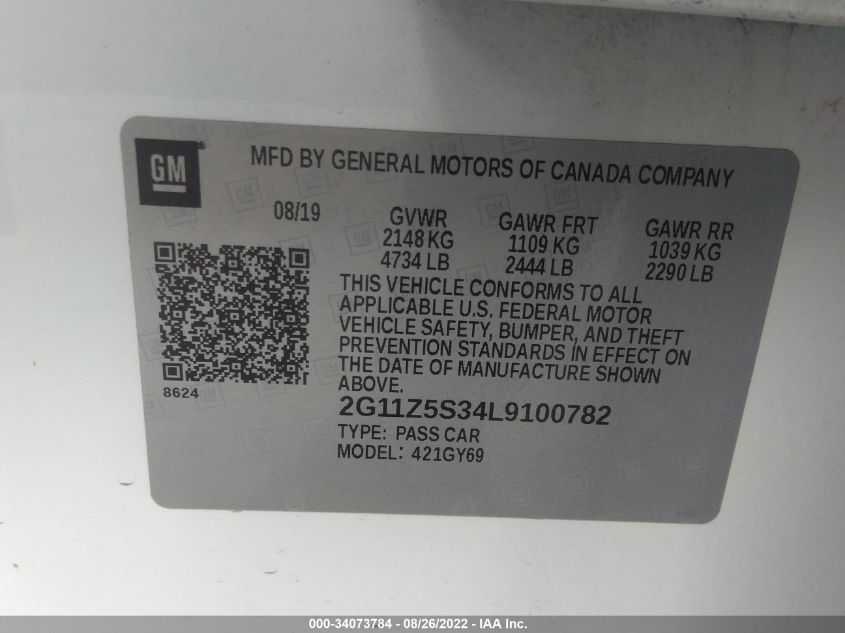 GM
MFD BY GENERAL MOTORS OF CANADA COMPANY
08/19
GVWR
2148 KG
4734 LB
GAWR FRT
1109 KG
2444 LB
GAWR RR
1039 KG
2290 LB
THIS VEHICLE CONFORMS TO ALL
APPLICABLE U.S. FEDERAL MOTOR
VEHICLE SAFETY, BUMPER, AND THEFT
PREVENTION STANDARDS IN EFFECT ON
THE DATE OF MANUFACTURE SHOWN
ABOVE.
8624
2G11Z5S34L9100782
TYPE: PASS CAR
MODEL: 421GY69
000-34073784 - 08/26/2022 - IAA Inc.